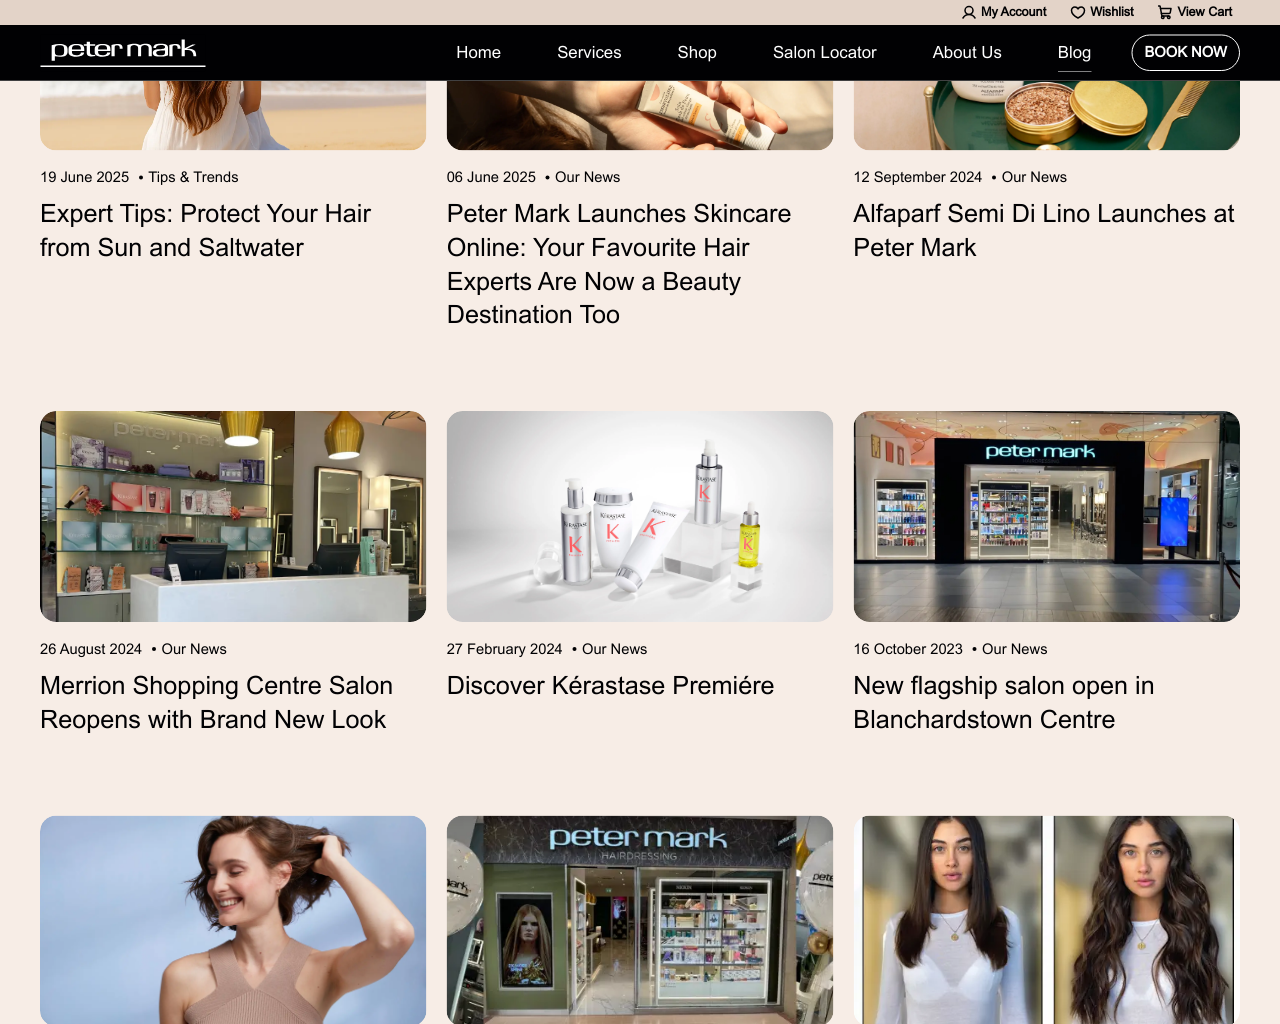 My Account
Wishlist
View Cart
peter mark
Home
Services
Shop
Salon Locator
About Us
Blog
BOOK NOW
19 June 2025 • Tips & Trends
Expert Tips: Protect Your Hair
from Sun and Saltwater
06 June 2025 • Our News
Peter Mark Launches Skincare
Online: Your Favourite Hair
Experts Are Now a Beauty
Destination Too
12 September 2024 • Our News
Alfaparf Semi Di Lino Launches at
Peter Mark
peter mark
KERASTASE
K
KERASTASE
K
K
KERASTASE
K
K
peter mark
HAIRDRESSING
26 August 2024 • Our News
Merrion Shopping Centre Salon
Reopens with Brand New Look
27 February 2024 • Our News
Discover Kérastase Premiére
16 October 2023 • Our News
New flagship salon open in
Blanchardstown Centre
peter mark
HAIRDRESSING